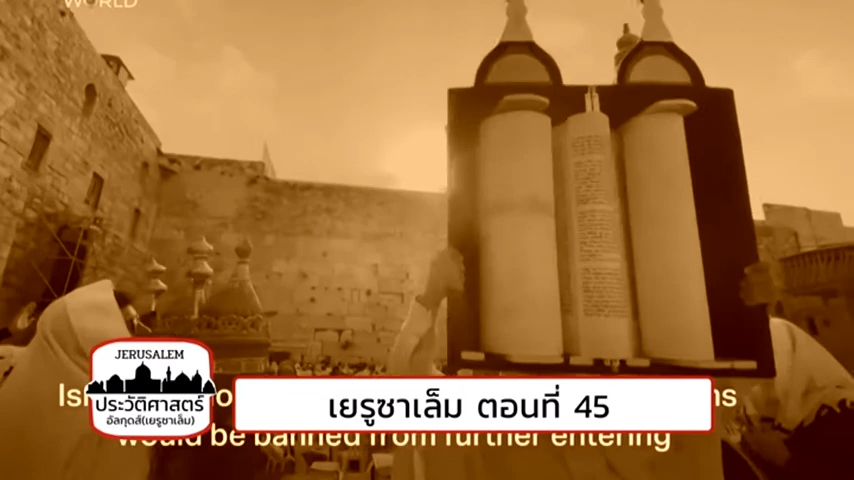 WORLD
JERUSALEM
ประวัติศาสตร์
อัลกุดส์(เยรูซาเล็ม)
เยรูซาเล็ม ตอนที่ 45
would be banned from further entering